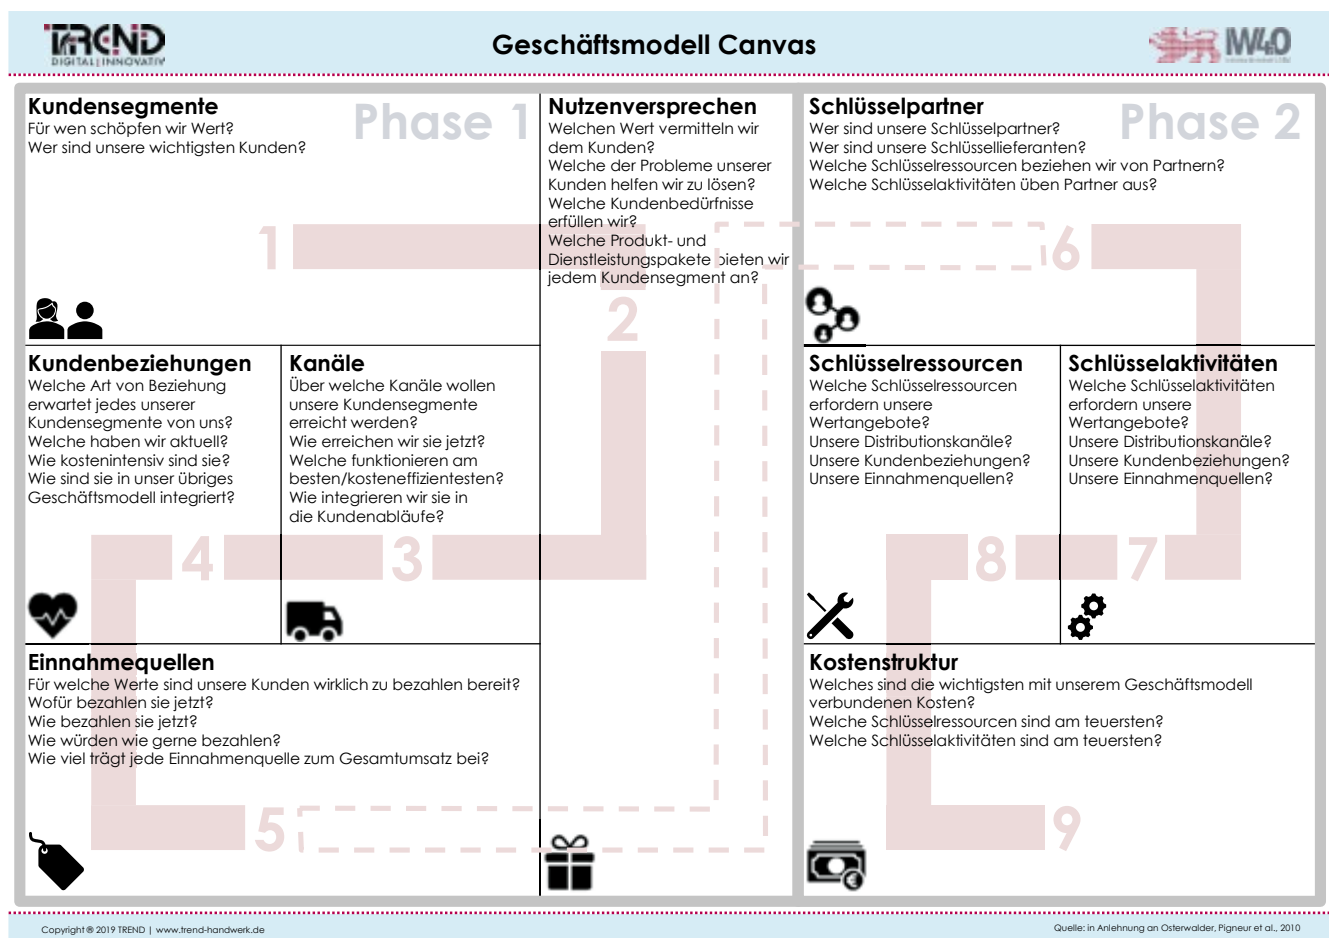 TREND
DIGITAL | INNOVATIV
Geschäftsmodell Canvas
W4.0
Phase 1
Kundensegmente
Für wen schöpfen wir Wert?
Wer sind unsere wichtigsten Kunden?
1
Nutzenversprechen
Welchen Wert vermitteln wir
dem Kunden?
Welche der Probleme unserer
Kunden helfen wir zu lösen?
Welche Kundenbedürfnisse
erfüllen wir?
Welche Produkt- und
Dienstleistungspakete bieten wir
jedem Kundensegment an?
2
Kundenbeziehungen
Welche Art von Beziehung
erwartet jedes unserer
Kundensegmente von uns?
Welche haben wir aktuell?
Wie kostenintensiv sind sie?
Wie sind sie in unser übriges
Geschäftsmodell integriert?
4
Kanäle
Über welche Kanäle wollen
unsere Kundensegmente
erreicht werden?
Wie erreichen wir sie jetzt?
Welche funktionieren am
besten/kosteneffizientesten?
Wie integrieren wir sie in
die Kundenabläufe?
3
Einnahmequellen
Für welche Werte sind unsere Kunden wirklich zu bezahlen bereit?
Wofür bezahlen sie jetzt?
Wie bezahlen sie jetzt?
Wie würden wie gerne bezahlen?
Wie viel trägt jede Einnahmenquelle zum Gesamtumsatz bei?
5
Phase 2
Schlüsselpartner
Wer sind unsere Schlüsselpartner?
Wer sind unsere Schlüssellieferanten?
Welche Schlüsselressourcen beziehen wir von Partnern?
Welche Schlüsselaktivitäten üben Partner aus?
6
Schlüsselressourcen
Welche Schlüsselressourcen
erfordern unsere
Wertangebote?
Unsere Distributionskanäle?
Unsere Kundenbeziehungen?
Unsere Einnahmenquellen?
8
Schlüsselaktivitäten
Welche Schlüsselaktivitäten
erfordern unsere
Wertangebote?
Unsere Distributionskanäle?
Unsere Kundenbeziehungen?
Unsere Einnahmenquellen?
7
Kostenstruktur
Welches sind die wichtigsten mit unserem Geschäftsmodell
verbundenen Kosten?
Welche Schlüsselressourcen sind am teuersten?
Welche Schlüsselaktivitäten sind am teuersten?
9
Copyright ® 2019 TREND | www.trend-handwerk.de
Quelle: in Anlehnung an Osterwalder, Pigneur et al., 2010